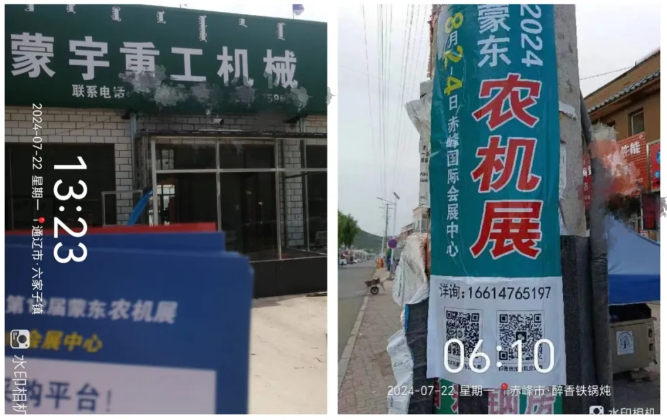 蒙宇重工机械
联系电话
2024-07-22 星期一 通辽市·六家子镇
13:23
届蒙东农机展
会展中心
购平台！
水印相机
2024
蒙东
农机展
8月2-4日赤峰国际会展中心
详询:16614765197
06:10
2024-07-22 星期一 赤峰市·醉香铁锅炖
水印相机